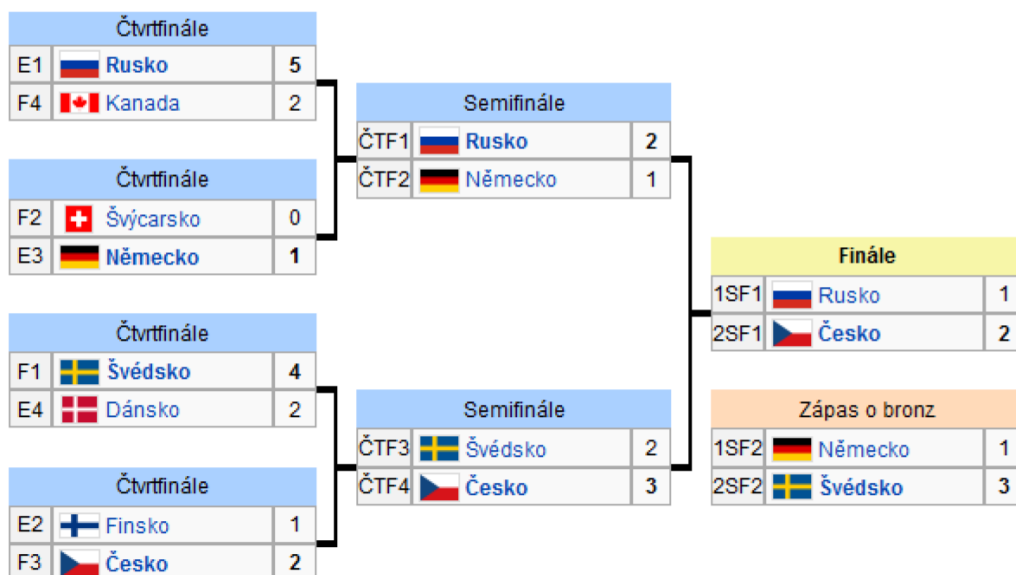 Čtvrtfinále
E1 Rusko 5
F4 Kanada 2
Čtvrtfinále
F2 Švýcarsko 0
E3 Německo 1
Čtvrtfinále
F1 Švédsko 4
E4 Dánsko 2
Čtvrtfinále
E2 Finsko 1
F3 Česko 2
Semifinále
ČTF1 Rusko 2
ČTF2 Německo 1
Semifinále
ČTF3 Švédsko 2
ČTF4 Česko 3
Finále
1SF1 Rusko 1
2SF1 Česko 2
Zápas o bronz
1SF2 Německo 1
2SF2 Švédsko 3